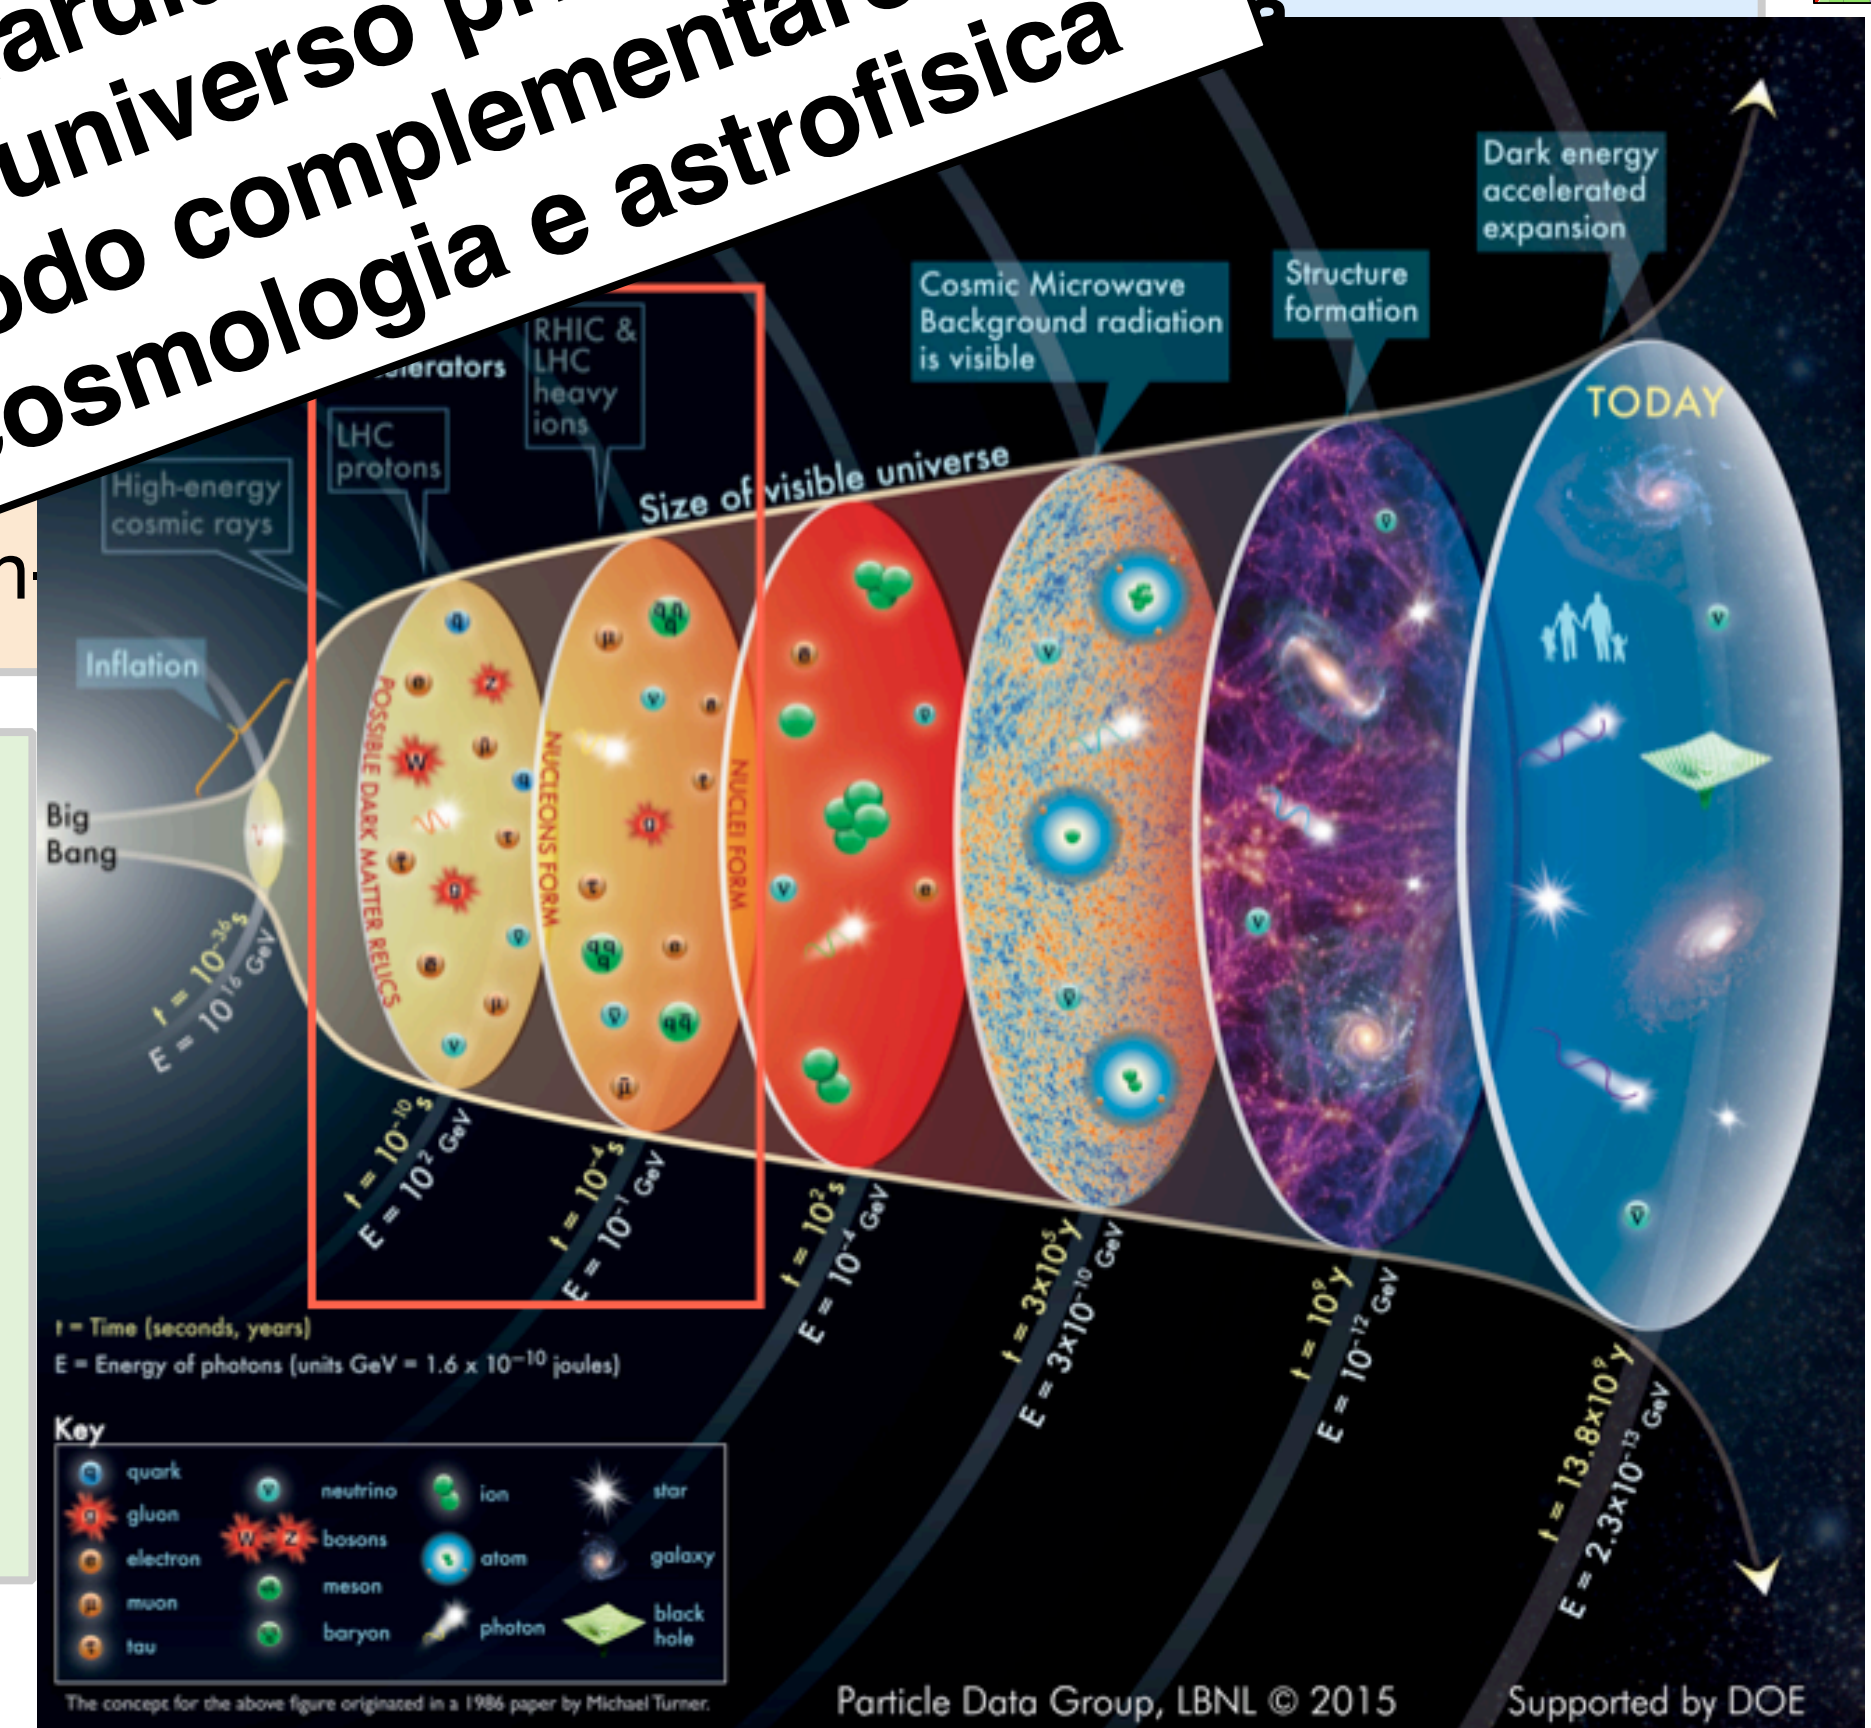 universo
complementare
cosmologia e astrofisica
Dark energy
accelerated
expansion
Structure
formation
Cosmic Microwave
Background radiation
is visible
RHIC &
LHC
heavy
ions
LHC
protons
High-energy
cosmic rays
Size of visible universe
TODAY
Inflation
Big
Bang
POSSIBLE DARK MATTER RELICS
NUCLEONS FORM
NUCLEI FORM
t = 10⁻³⁶ s
E = 10¹⁶ GeV
t = 10⁻¹⁰ s
E = 10² GeV
t = 10⁻⁴ s
E = 10⁻¹ GeV
t = 10² s
E = 10⁻⁴ GeV
t = 3x10⁵ y
E = 3x10⁻¹⁰ GeV
t = 10⁹ y
E = 10⁻¹² GeV
t = 13.8x10⁹ y
E = 2.3x10⁻¹³ GeV
t = Time (seconds, years)
E = Energy of photons (units GeV = 1.6 x 10⁻¹⁰ joules)
Key
q quark
g gluon
e electron
μ muon
τ tau
ν neutrino
W Z bosons
meson
baryon
ion
atom
photon
star
galaxy
black
hole
The concept for the above figure originated in a 1986 paper by Michael Turner.
Particle Data Group, LBNL © 2015
Supported by DOE